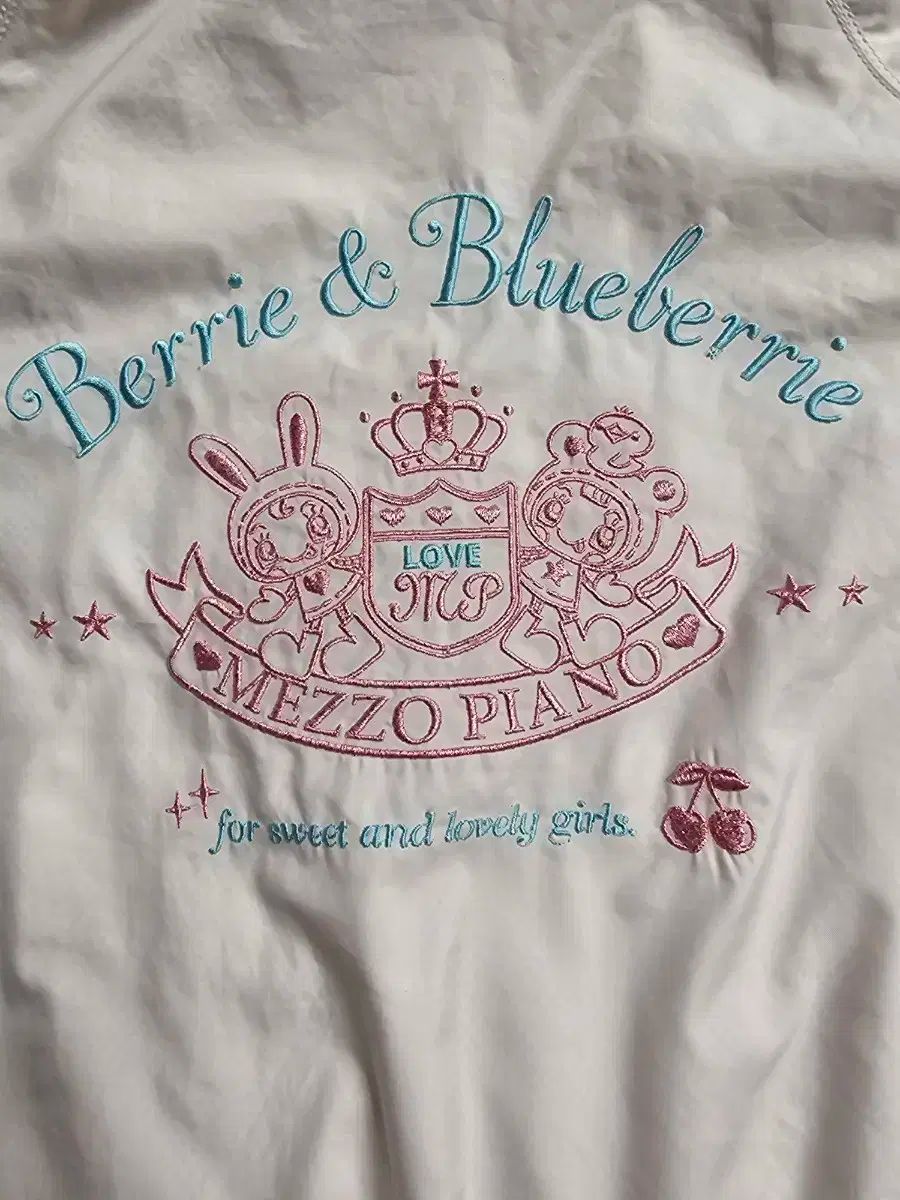 Berrie & Blueberrie
LOVE
MP
MEZZO PIANO
for sweet and lovely girls.